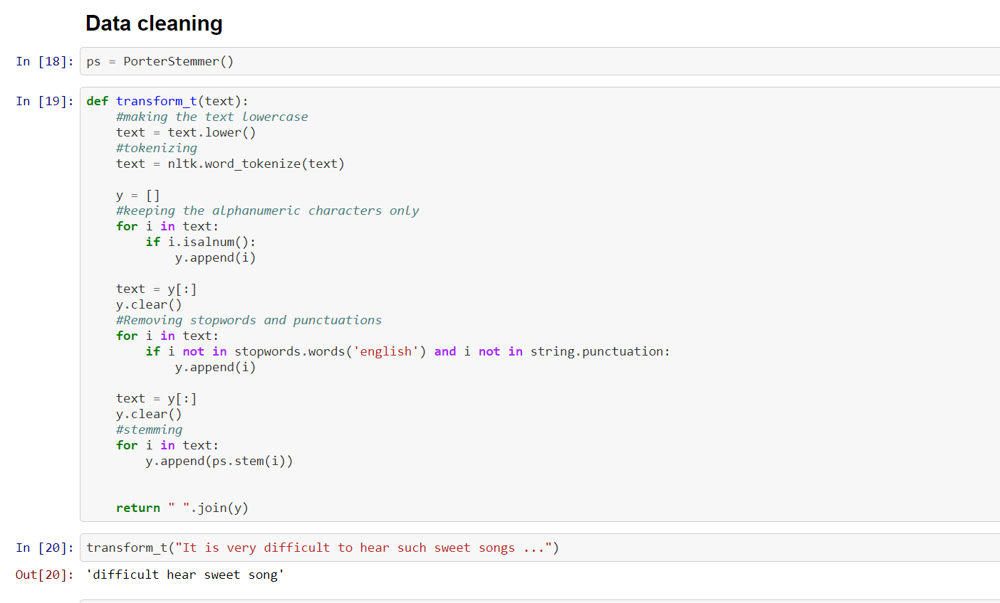 Data cleaning
In [18]: ps = PorterStemmer()
In [19]: def transform_t(text):
    #making the text lowercase
    text = text.lower()
    #tokenizing
    text = nltk.word_tokenize(text)
    y = []
    #keeping the alphanumeric characters only
    for i in text:
        if i.isalnum():
            y.append(i)
    text = y[:]
    y.clear()
    #Removing stopwords and punctuations
    for i in text:
        if i not in stopwords.words('english') and i not in string.punctuation:
            y.append(i)
    text = y[:]
    y.clear()
    #stemming
    for i in text:
        y.append(ps.stem(i))
    return " ".join(y)
In [20]: transform_t("It is very difficult to hear such sweet songs ...")
Out[20]: 'difficult hear sweet song'